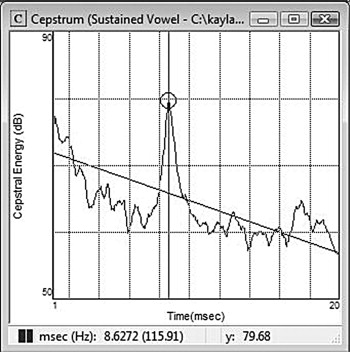 C Cepstrum (Sustained Vowel - C:\kayla...
90
Cepstral Energy (dB)
50
1
20
Time(msec)
msec (Hz): 8.6272 (115.91) y: 79.68